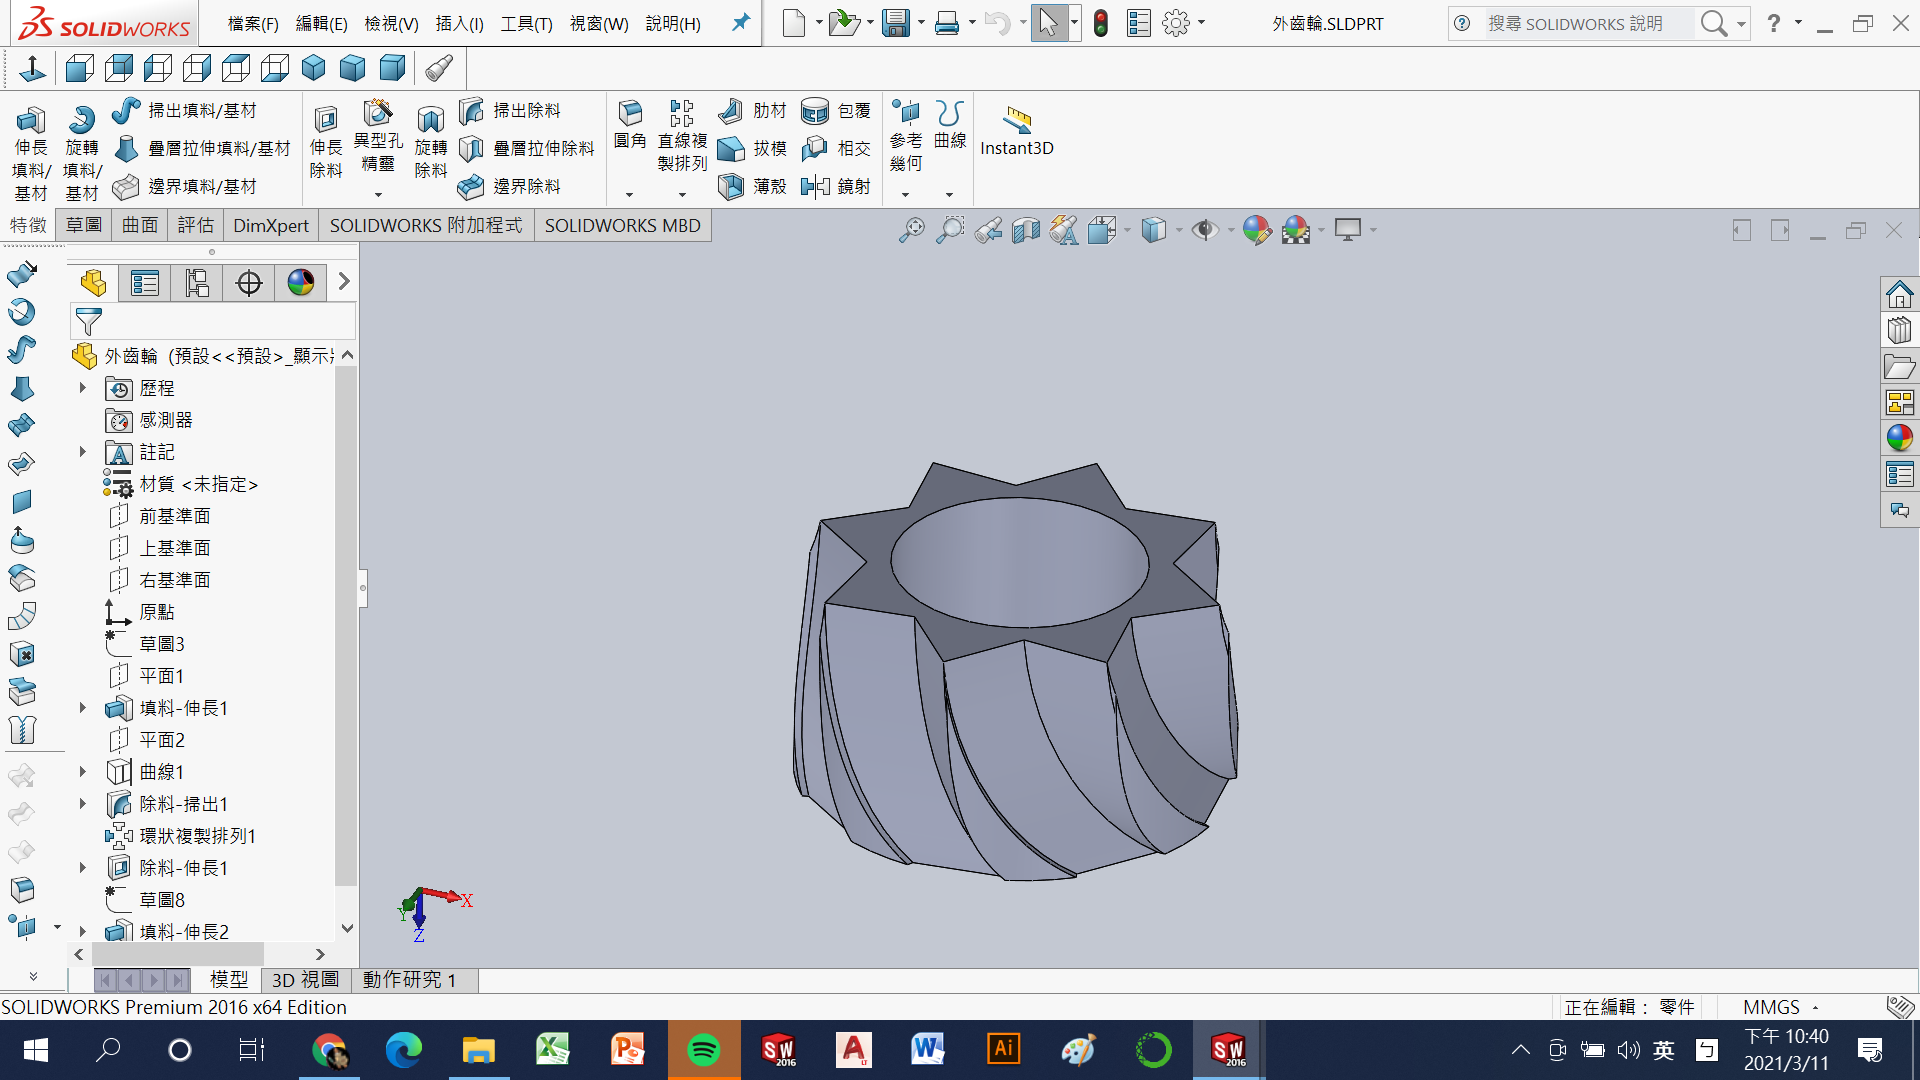 SOLIDWORKS
檔案(F) 編輯(E) 檢視(V) 插入(I) 工具(T) 視窗(W) 說明(H)
外齒輪.SLDPRT
搜尋 SOLIDWORKS 說明
?
伸長
填料/
基材
旋轉
填料/
基材
掃出填料/基材
疊層拉伸填料/基材
邊界填料/基材
伸長
除料
異型孔
精靈
旋轉
除料
掃出除料
疊層拉伸除料
邊界除料
圓角
直線複
製排列
肋材
拔模
薄殼
包覆
相交
鏡射
參考
幾何
曲線
Instant3D
特徵 草圖 曲面 評估 DimXpert SOLIDWORKS 附加程式 SOLIDWORKS MBD
外齒輪 (預設<<預設>_顯示
歷程
感測器
註記
材質 <未指定>
前基準面
上基準面
右基準面
原點
草圖3
平面1
填料-伸長1
平面2
曲線1
除料-掃出1
環狀複製排列1
除料-伸長1
草圖8
填料-伸長2
X
Y
Z
模型 3D 視圖 動作研究 1
SOLIDWORKS Premium 2016 x64 Edition
正在編輯： 零件
MMGS
SW
2016
A
LT
Ai
SW
2016
英
ㄅ
下午 10:40
2021/3/11